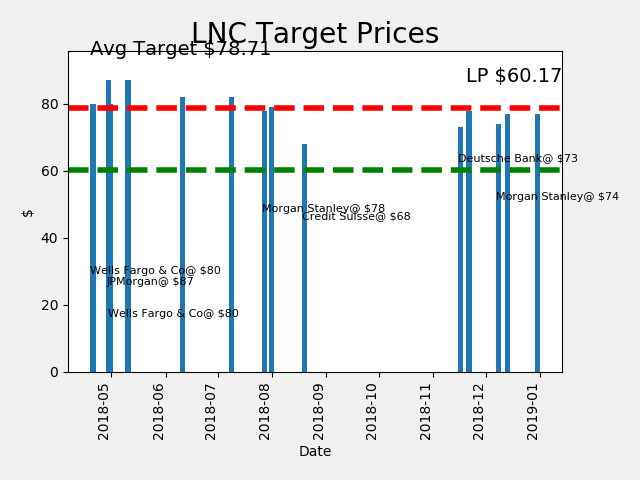 LNC Target Prices
Avg Target $78.71
LP $60.17
80
60
40
20
0
$
Deutsche Bank@ $73
Morgan Stanley@ $74
Morgan Stanley@ $78
Credit Suisse@ $68
Wells Fargo & Co@ $80
JPMorgan@ $87
Wells Fargo & Co@ $80
2018-05
2018-06
2018-07
2018-08
2018-09
2018-10
2018-11
2018-12
2019-01
Date